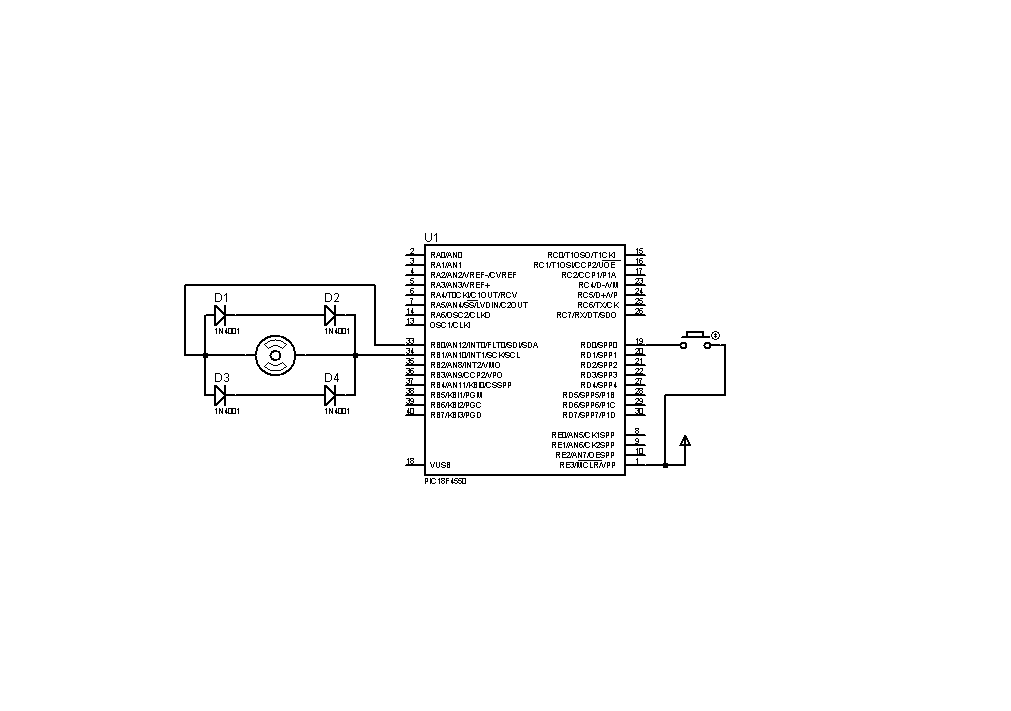 U1
2 RA0/AN0
3 RA1/AN1
4 RA2/AN2/VREF-/CVREF
5 RA3/AN3/VREF+
6 RA4/T0CKI/C1OUT/RCV
7 RA5/AN4/SS/LVDIN/C2OUT
14 RA6/OSC2/CLKO
13 OSC1/CLKI
33 RB0/AN12/INT0/FLT0/SDI/SDA
34 RB1/AN10/INT1/SCK/SCL
35 RB2/AN8/INT2/VMO
36 RB3/AN9/CCP2/VPO
37 RB4/AN11/KBI0/CSSPP
38 RB5/KBI1/PGM
39 RB6/KBI2/PGC
40 RB7/KBI3/PGD
18 VUSB
RC0/T1OSO/T1CKI 15
RC1/T1OSI/CCP2/UOE 16
RC2/CCP1/P1A 17
RC4/D-/VM 23
RC5/D+/VP 24
RC6/TX/CK 25
RC7/RX/DT/SDO 26
RD0/SPP0 19
RD1/SPP1 20
RD2/SPP2 21
RD3/SPP3 22
RD4/SPP4 27
RD5/SPP5/P1B 28
RD6/SPP6/P1C 29
RD7/SPP7/P1D 30
RE0/AN5/CK1SPP 8
RE1/AN6/CK2SPP 9
RE2/AN7/OESPP 10
RE3/MCLR/VPP 1
PIC18F4550
D1
1N4001
D2
1N4001
D3
1N4001
D4
1N4001